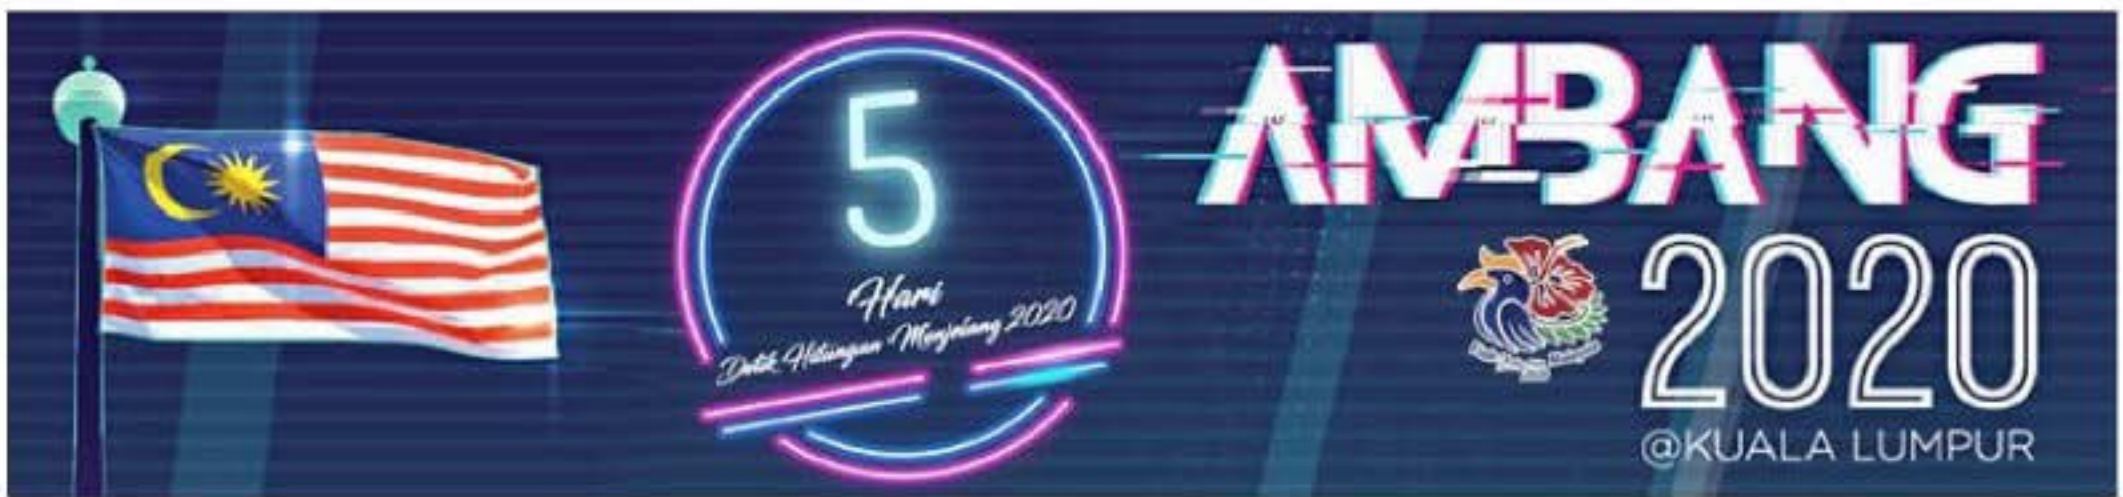 5
Hari
Detik Hitungan Menjelang 2020
AMBANG
2020
@KUALA LUMPUR